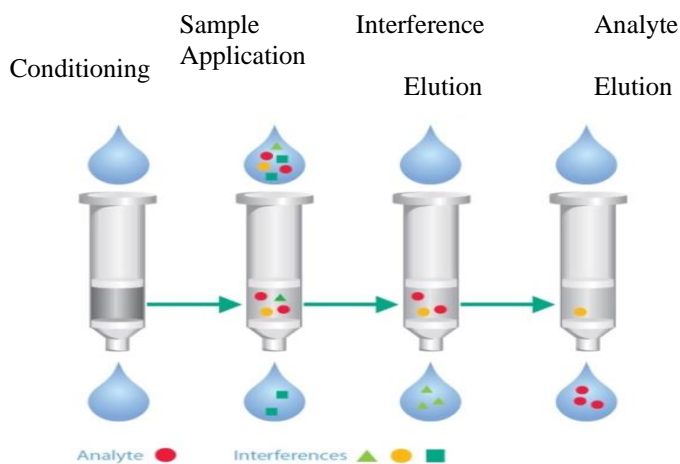 Conditioning
Sample
Application
Interference
Elution
Analyte
Elution
Analyte
Interferences